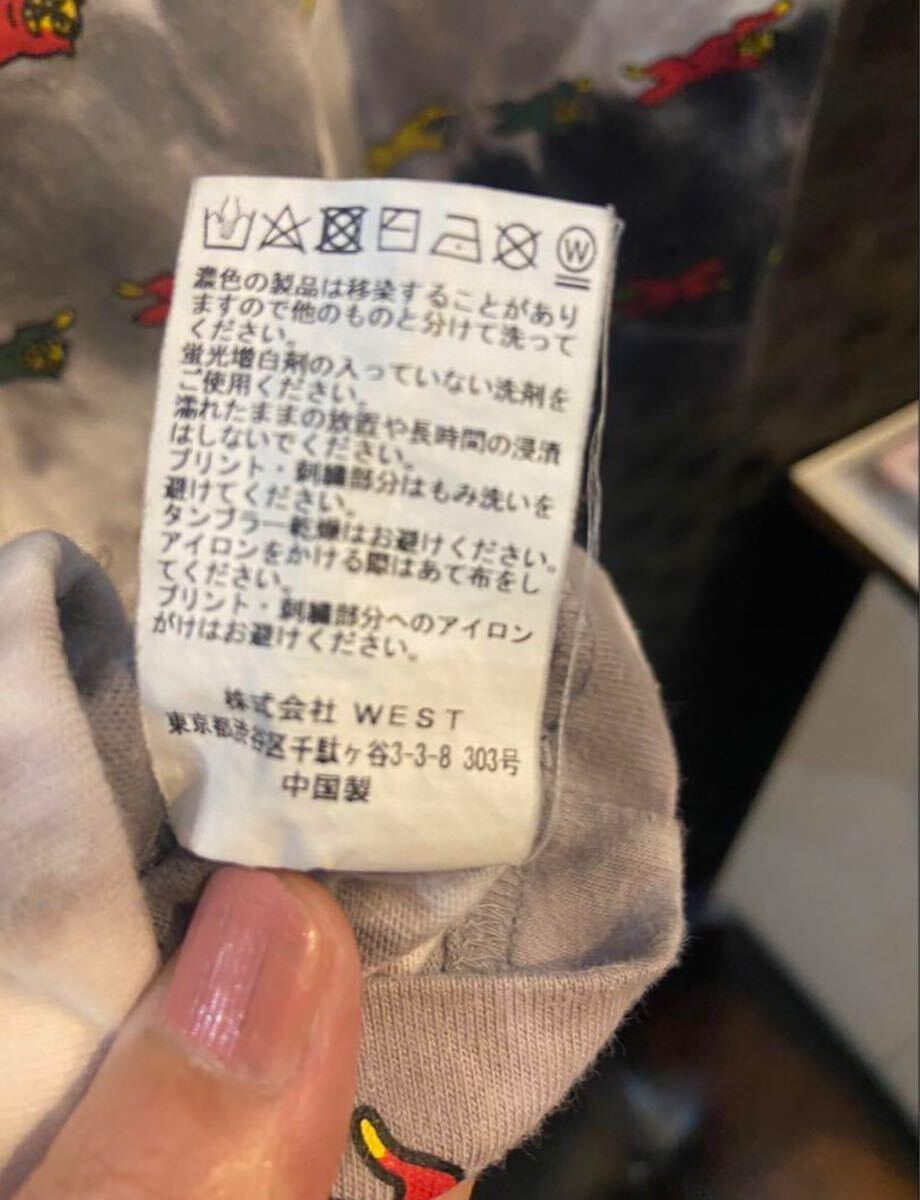 W
濃色の製品は移染することがあり
ますので他のものと分けて洗って
ください。
蛍光増白剤の入っていない洗剤を
ご使用ください。
濡れたままの放置や長時間の浸漬
はしないでください。
プリント・刺繍部分はもみ洗いを
避けてください。
タンブラー乾燥はお避けください。
アイロンをかける際はあて布をし
てください。
プリント・刺繍部分へのアイロン
がけはお避けください。
株式会社 WEST
東京都渋谷区千駄ヶ谷3-3-8 303号
中国製